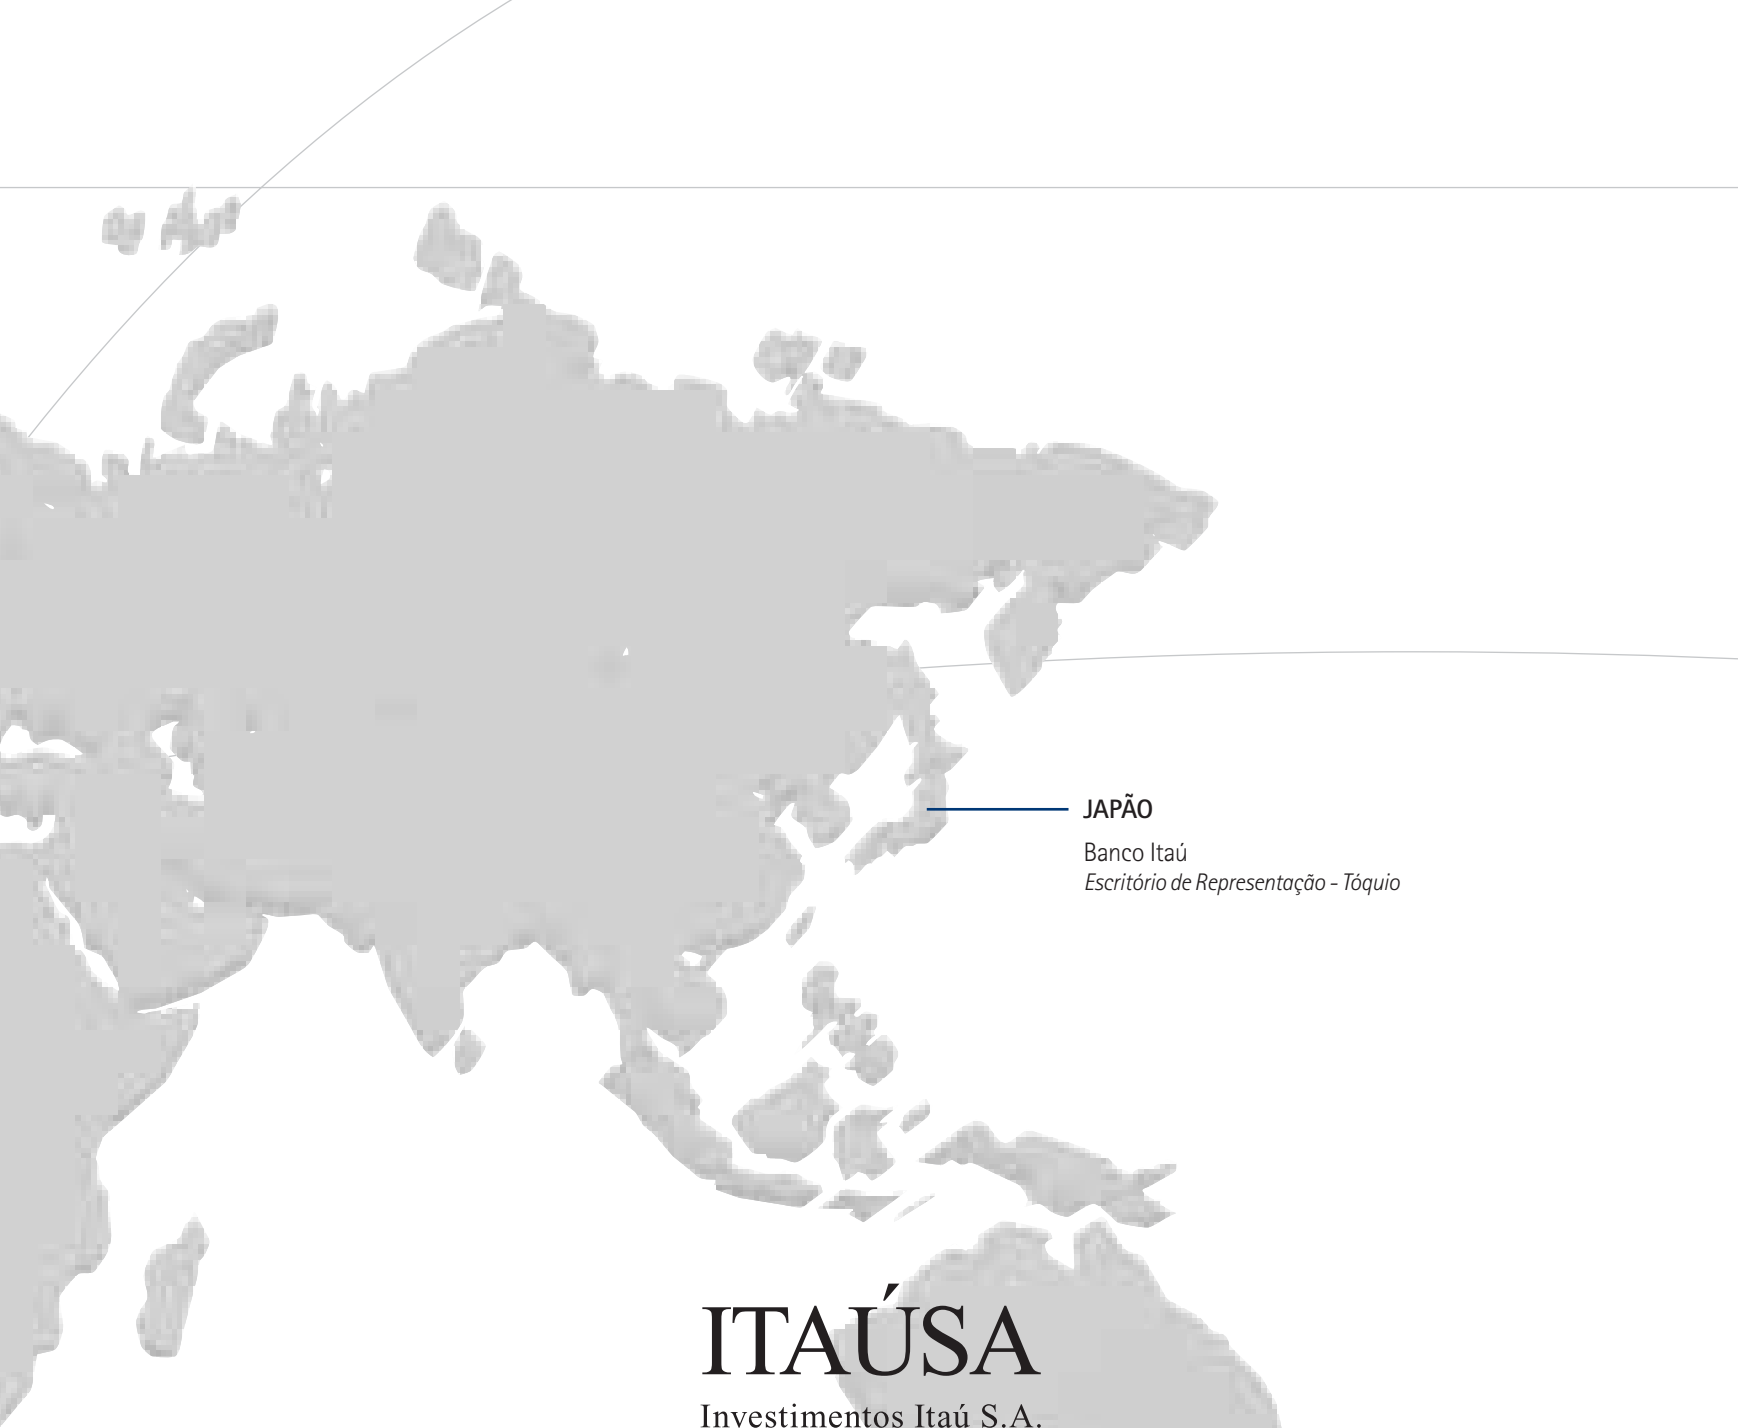 JAPÃO
Banco Itaú
Escritório de Representação - Tóquio
ITAÚSA
Investimentos Itaú S.A.